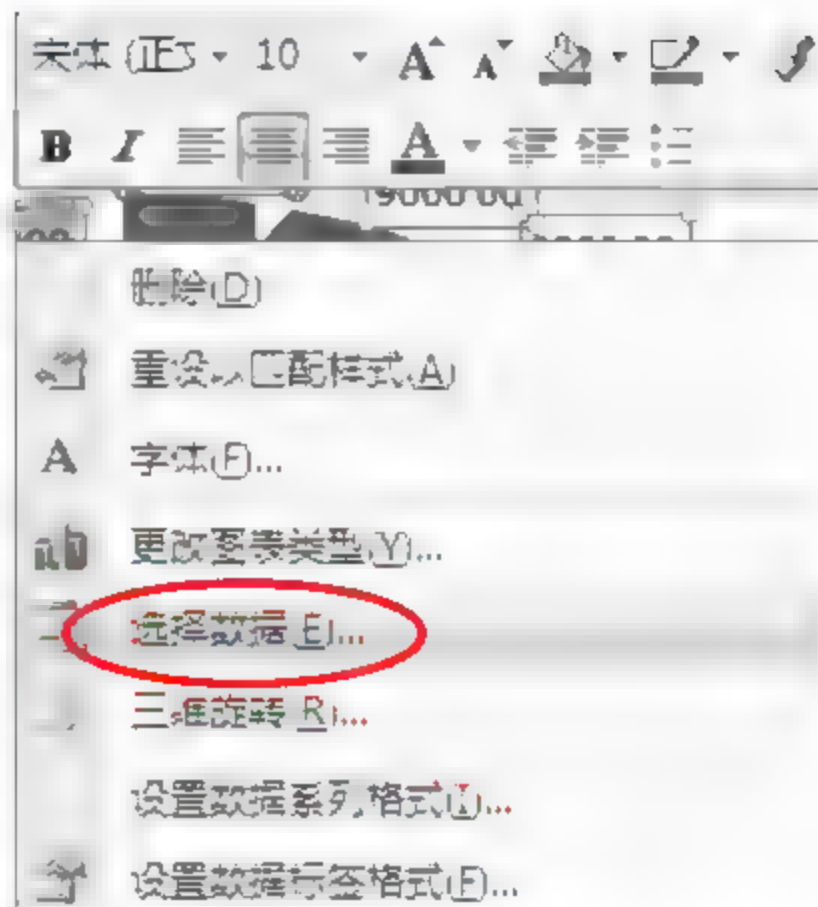 宋体 (正文 10 A A
B I A
9000.00
删除(D)
重设以匹配样式(A)
A 字体(F)...
更改图表类型(Y)...
选择数据(E)...
三维旋转(R)...
设置数据系列格式(I)...
设置数据标签格式(F)...